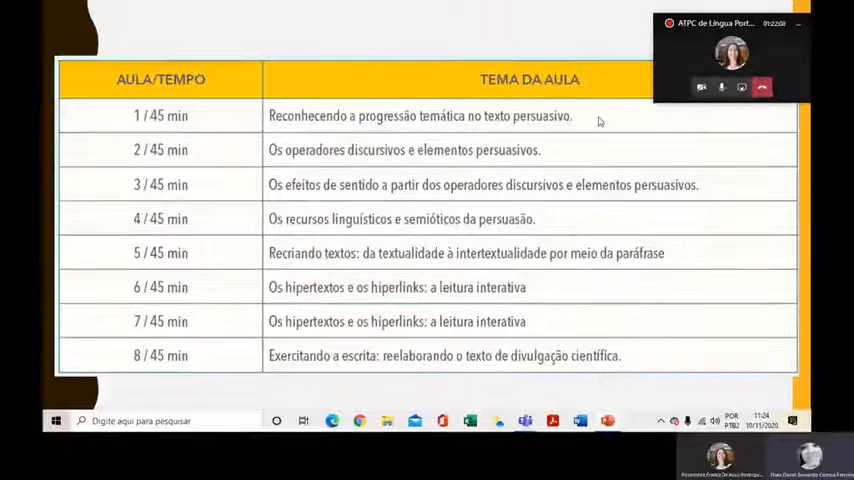 ATPC de Língua Port... 01:22:03
AULA/TEMPO TEMA DA AULA
1 / 45 min Reconhecendo a progressão temática no texto persuasivo.
2 / 45 min Os operadores discursivos e elementos persuasivos.
3 / 45 min Os efeitos de sentido a partir dos operadores discursivos e elementos persuasivos.
4 / 45 min Os recursos linguísticos e semióticos da persuasão.
5 / 45 min Recriando textos: da textualidade à intertextualidade por meio da paráfrase
6 / 45 min Os hipertextos e os hiperlinks: a leitura interativa
7 / 45 min Os hipertextos e os hiperlinks: a leitura interativa
8 / 45 min Exercitando a escrita: reelaborando o texto de divulgação científica.
Digite aqui para pesquisar
POR 11:24
PTB2 10/11/2020